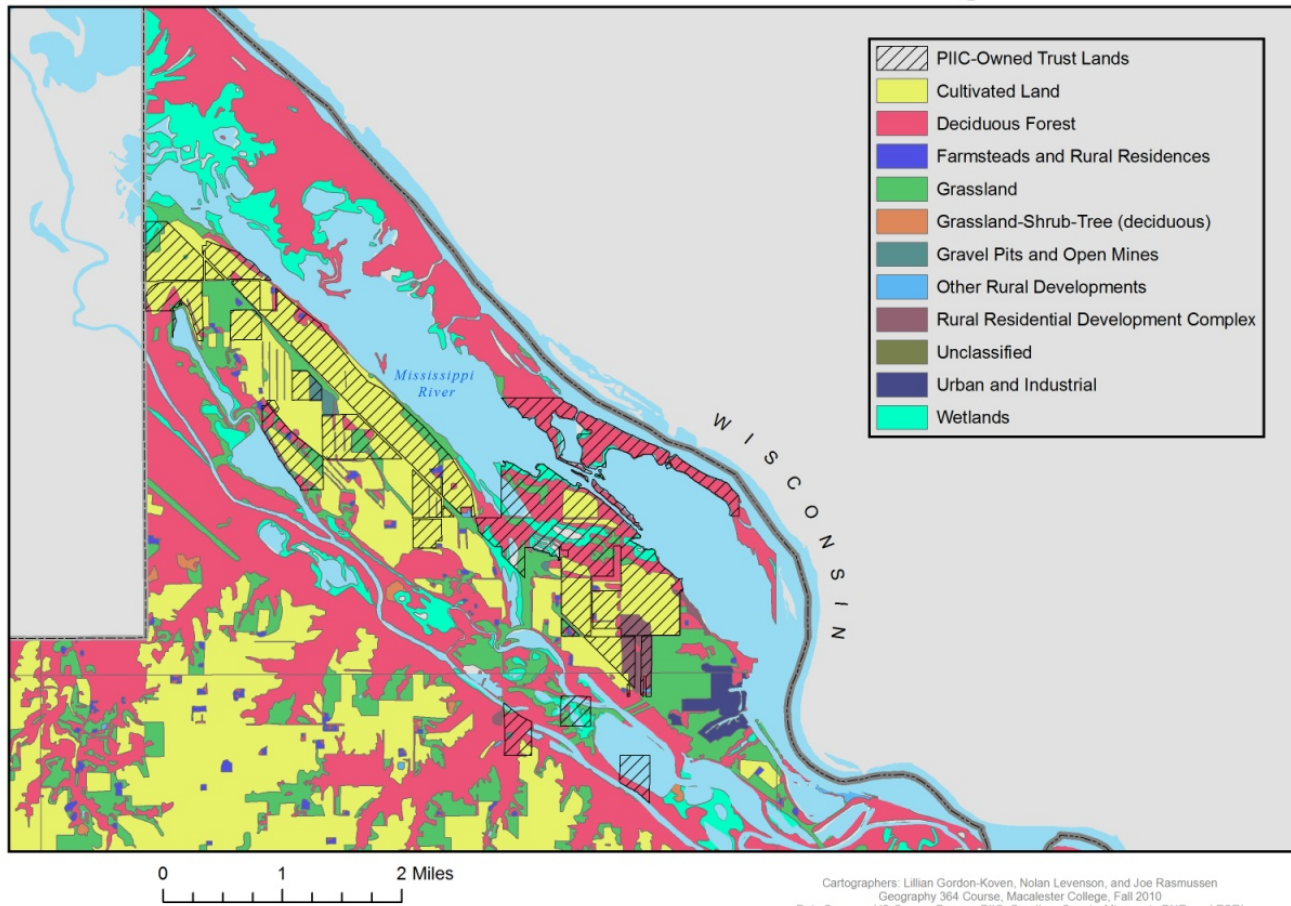 PIIC-Owned Trust Lands
Cultivated Land
Deciduous Forest
Farmsteads and Rural Residences
Grassland
Grassland-Shrub-Tree (deciduous)
Gravel Pits and Open Mines
Other Rural Developments
Rural Residential Development Complex
Unclassified
Urban and Industrial
Wetlands
Mississippi
River
WISCONSIN
0 1 2 Miles
Cartographers: Lillian Gordon-Koven, Nolan Levenson, and Joe Rasmussen
Geography 364 Course, Macalester College, Fall 2010